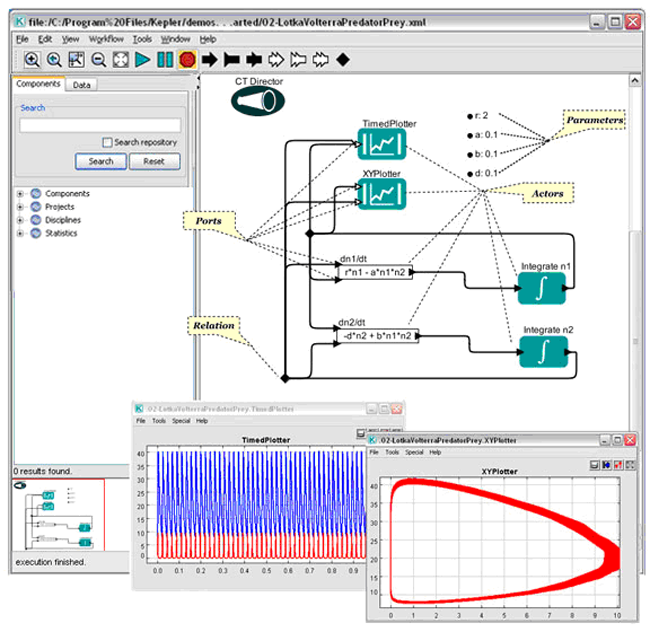 file:/C:/Program%20Files/Kepler/demos. . .arted/02-LotkaVolterraPredatorPrey.xml
File Edit View Workflow Tools Window Help
Components Data
Search
Search repository
Search Reset
Components
Projects
Disciplines
Statistics
0 results found.
execution finished.
CT Director
TimedPlotter
XYPlotter
r: 2
a: 0.1
b: 0.1
d: 0.1
Parameters
Actors
Ports
Relation
dn1/dt
r*n1 - a*n1*n2
Integrate n1
dn2/dt
-d*n2 + b*n1*n2
Integrate n2
02-LotkaVolterraPredatorPrey.TimedPlotter
File Tools Special Help
TimedPlotter
40
35
30
25
20
15
10
5
0
0.0 0.1 0.2 0.3 0.4 0.5 0.6 0.7 0.8 0.9
.02-LotkaVolterraPredatorPrey.XYPlotter
File Tools Special Help
XYPlotter
40
35
30
25
20
15
10
0 1 2 3 4 5 6 7 8 9 10